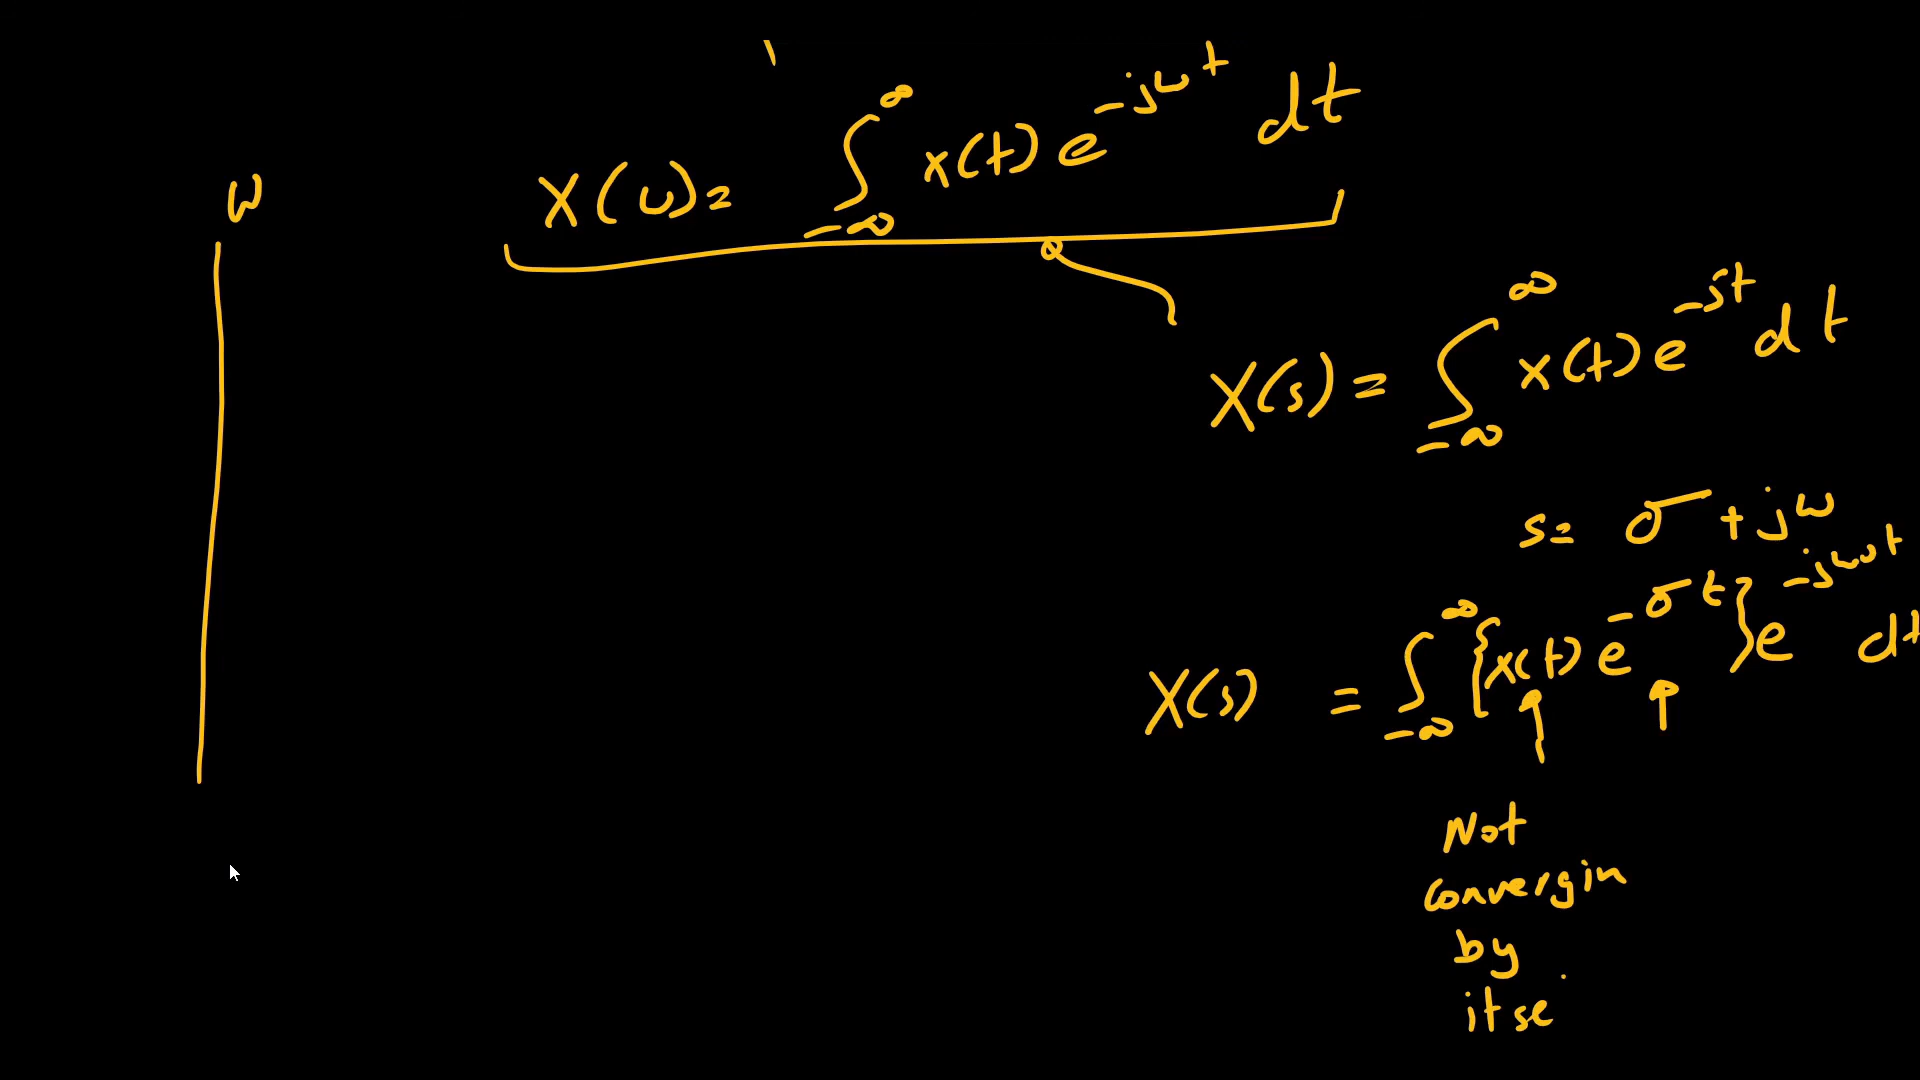 X(ω)= ∫_{-∞}^{∞} x(t) e^{-jωt} dt
ω
X(s) = ∫_{-∞}^{∞} x(t) e^{-st} dt
s= σ + jω
X(s) = ∫_{-∞}^{∞} {x(t) e^{-σt}} e^{-jωt} dt
Not
convergin
by
itse